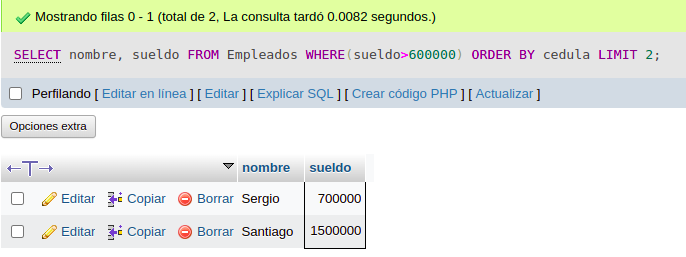 Mostrando filas 0 - 1 (total de 2, La consulta tardó 0.0082 segundos.)
SELECT nombre, sueldo FROM Empleados WHERE(sueldo>600000) ORDER BY cedula LIMIT 2;
Perfilando [ Editar en línea ] [ Editar ] [ Explicar SQL ] [ Crear código PHP ] [ Actualizar ]
Opciones extra
←T→ nombre sueldo
Editar Copiar Borrar Sergio 700000
Editar Copiar Borrar Santiago 1500000